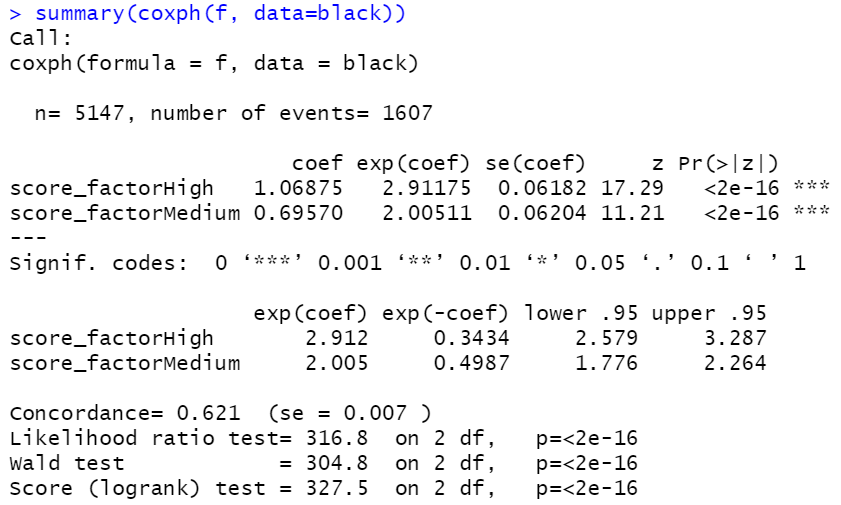 > summary(coxph(f, data=black))
Call:
coxph(formula = f, data = black)

  n= 5147, number of events= 1607

                      coef exp(coef) se(coef)     z Pr(>|z|)
score_factorHigh   1.06875   2.91175  0.06182 17.29   <2e-16 ***
score_factorMedium 0.69570   2.00511  0.06204 11.21   <2e-16 ***
---
Signif. codes:  0 ‘***’ 0.001 ‘**’ 0.01 ‘*’ 0.05 ‘.’ 0.1 ‘ ’ 1

                   exp(coef) exp(-coef) lower .95 upper .95
score_factorHigh       2.912     0.3434     2.579     3.287
score_factorMedium     2.005     0.4987     1.776     2.264

Concordance= 0.621  (se = 0.007 )
Likelihood ratio test= 316.8  on 2 df,   p=<2e-16
Wald test            = 304.8  on 2 df,   p=<2e-16
Score (logrank) test = 327.5  on 2 df,   p=<2e-16